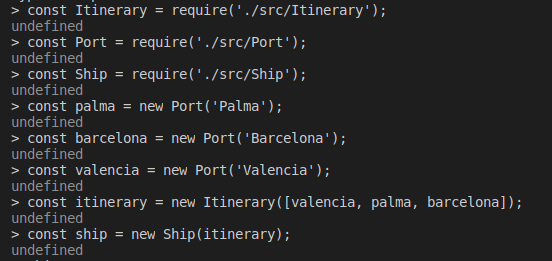 > const Itinerary = require('./src/Itinerary');
undefined
> const Port = require('./src/Port');
undefined
> const Ship = require('./src/Ship');
undefined
> const palma = new Port('Palma');
undefined
> const barcelona = new Port('Barcelona');
undefined
> const valencia = new Port('Valencia');
undefined
> const itinerary = new Itinerary([valencia, palma, barcelona]);
undefined
> const ship = new Ship(itinerary);
undefined